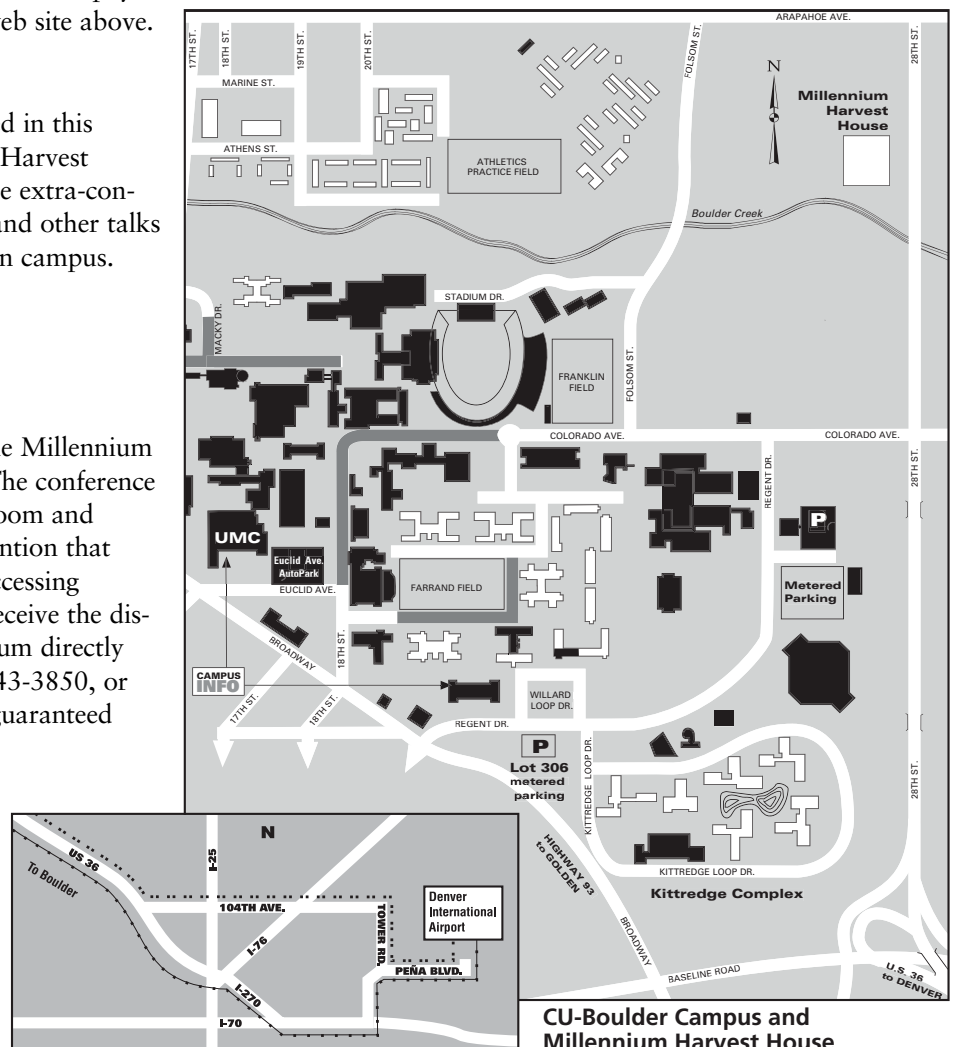 eb site above.
d in this
Harvest
e extra-con-
nd other talks
n campus.
e Millennium
he conference
oom and
ntion that
ccessing
eceive the dis-
um directly
43-3850, or
guaranteed
ARAPAHOE AVE.
17TH ST.
18TH ST.
19TH ST.
20TH ST.
FOLSOM ST.
28TH ST.
MARINE ST.
ATHENS ST.
N
Millennium
Harvest
House
ATHLETICS
PRACTICE FIELD
Boulder Creek
STADIUM DR.
MACKY DR.
FRANKLIN
FIELD
FOLSOM ST.
COLORADO AVE.
COLORADO AVE.
28TH ST.
REGENT DR.
UMC
Euclid Ave.
AutoPark
EUCLID AVE.
FARRAND FIELD
P
Metered
Parking
BROADWAY
18TH ST.
CAMPUS
INFO
17TH ST.
18TH ST.
WILLARD
LOOP DR.
REGENT DR.
P
Lot 306
metered
parking
KITTREDGE LOOP DR.
28TH ST.
HIGHWAY 93
to GOLDEN
KITTREDGE LOOP DR.
Kittredge Complex
BROADWAY
BASELINE ROAD
U.S. 36
to DENVER
N
US 36
I-25
To Boulder
104TH AVE.
I-76
TOWER RD.
Denver
International
Airport
PEÑA BLVD.
I-270
I-70
CU-Boulder Campus and
Millennium Harvest House